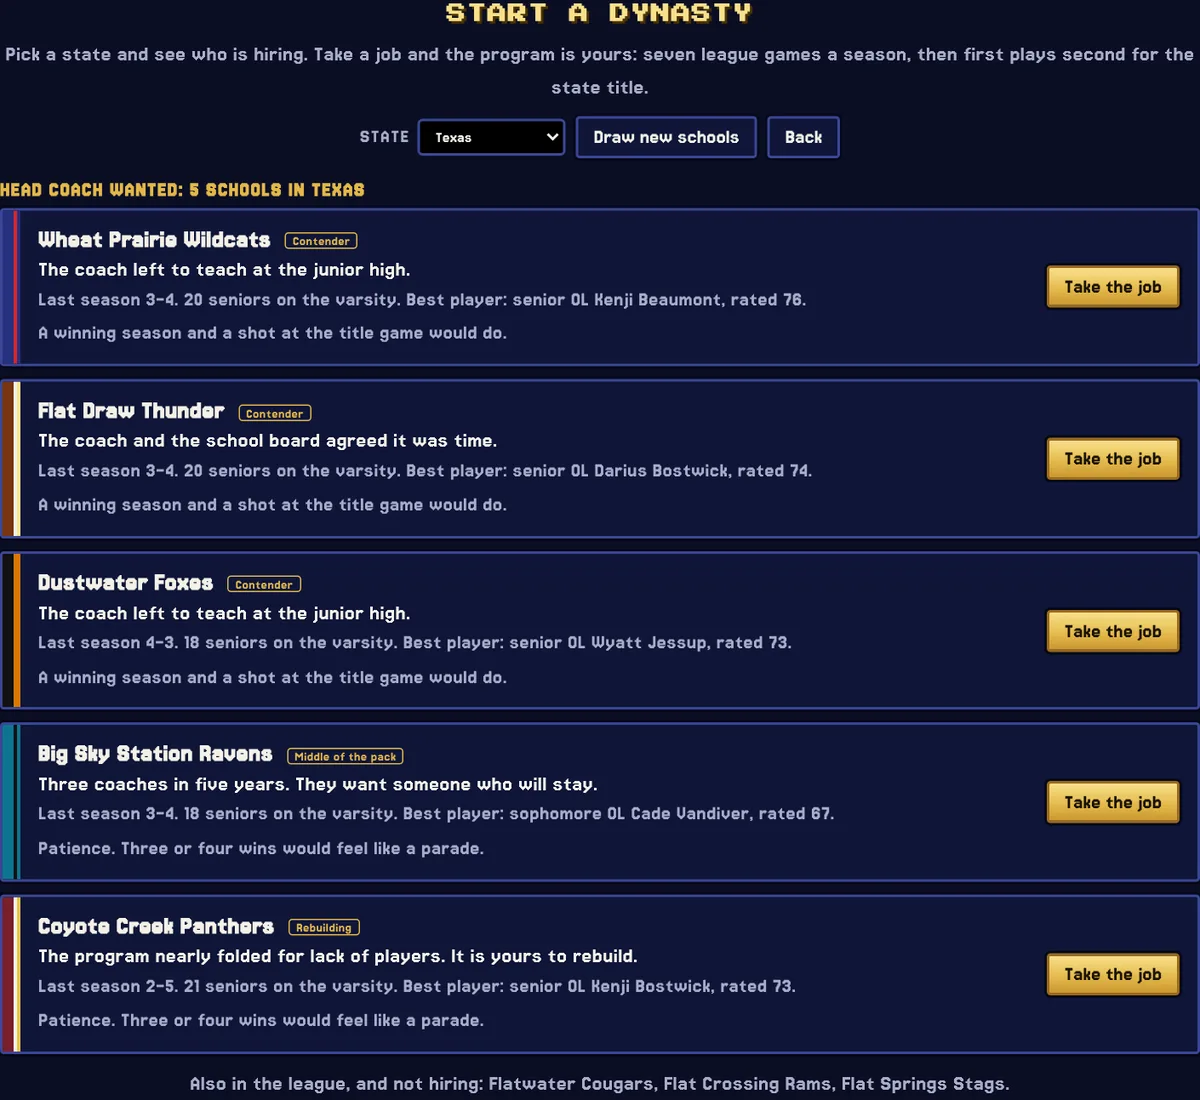 START A DYNASTY
Pick a state and see who is hiring. Take a job and the program is yours: seven league games a season, then first plays second for the
state title.
STATE Texas Draw new schools Back
HEAD COACH WANTED: 5 SCHOOLS IN TEXAS
Wheat Prairie Wildcats Contender
The coach left to teach at the junior high.
Last season 3-4. 20 seniors on the varsity. Best player: senior OL Kenji Beaumont, rated 76.
A winning season and a shot at the title game would do.
Take the job
Flat Draw Thunder Contender
The coach and the school board agreed it was time.
Last season 3-4. 20 seniors on the varsity. Best player: senior OL Darius Bostwick, rated 74.
A winning season and a shot at the title game would do.
Take the job
Dustwater Foxes Contender
The coach left to teach at the junior high.
Last season 4-3. 18 seniors on the varsity. Best player: senior OL Wyatt Jessup, rated 73.
A winning season and a shot at the title game would do.
Take the job
Big Sky Station Ravens Middle of the pack
Three coaches in five years. They want someone who will stay.
Last season 3-4. 18 seniors on the varsity. Best player: sophomore OL Cade Vandiver, rated 67.
Patience. Three or four wins would feel like a parade.
Take the job
Coyote Creek Panthers Rebuilding
The program nearly folded for lack of players. It is yours to rebuild.
Last season 2-5. 21 seniors on the varsity. Best player: senior OL Kenji Bostwick, rated 73.
Patience. Three or four wins would feel like a parade.
Take the job
Also in the league, and not hiring: Flatwater Cougars, Flat Crossing Rams, Flat Springs Stags.